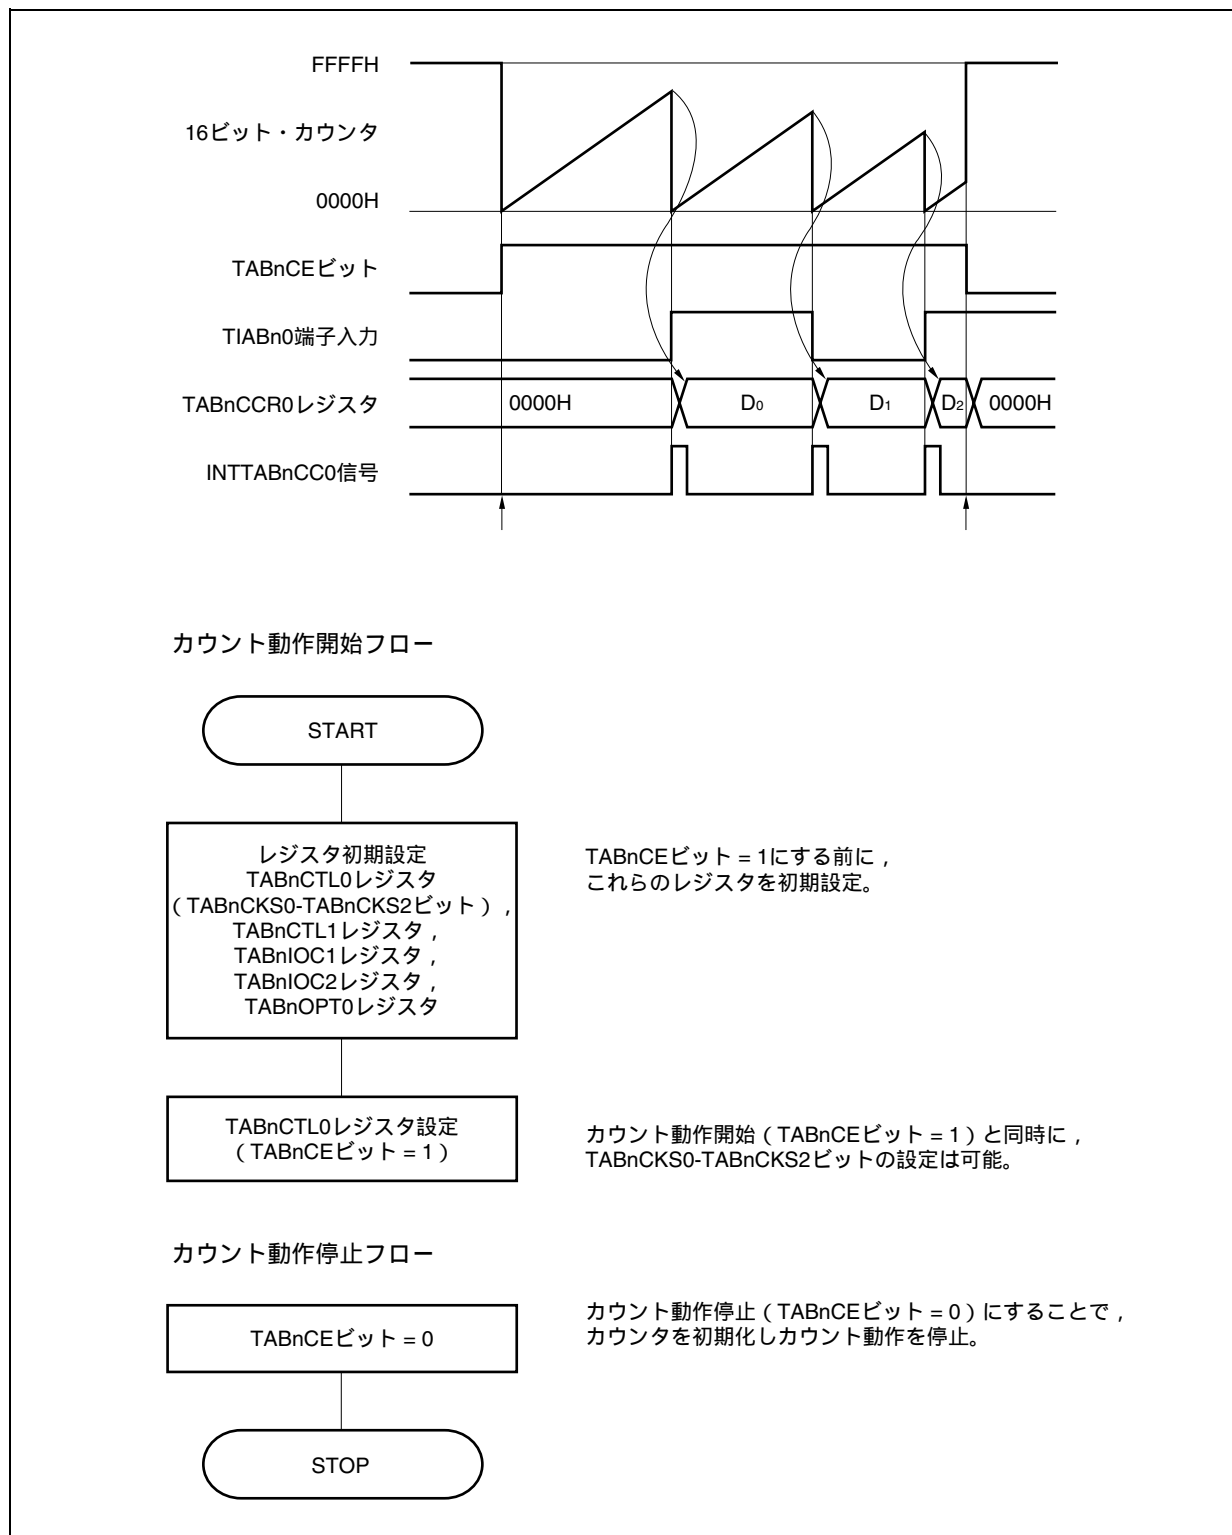 FFFFH
16ビット・カウンタ
0000H
TABnCEビット
TIABn0端子入力
TABnCCR0レジスタ
0000H
D0
D1
D2
0000H
INTTABnCC0信号
カウント動作開始フロー
START
レジスタ初期設定
TABnCTL0レジスタ
(TABnCKS0-TABnCKS2ビット),
TABnCTL1レジスタ,
TABnIOC1レジスタ,
TABnIOC2レジスタ,
TABnOPT0レジスタ
TABnCEビット = 1にする前に,
これらのレジスタを初期設定。
TABnCTL0レジスタ設定
(TABnCEビット = 1)
カウント動作開始(TABnCEビット = 1)と同時に,
TABnCKS0-TABnCKS2ビットの設定は可能。
カウント動作停止フロー
TABnCEビット = 0
カウント動作停止(TABnCEビット = 0)にすることで,
カウンタを初期化しカウント動作を停止。
STOP